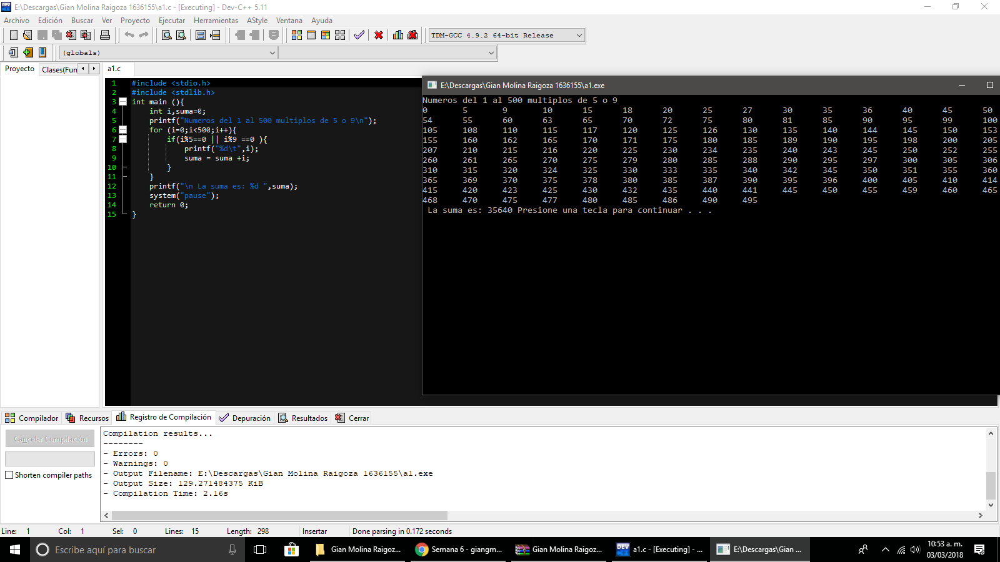 E:\Descargas\Gian Molina Raigoza 1636155\a1.c - [Executing] - Dev-C++ 5.11
Archivo Edición Buscar Ver Proyecto Ejecutar Herramientas AStyle Ventana Ayuda
TDM-GCC 4.9.2 64-bit Release
(globals)
Proyecto Clases(Fun
a1.c
1 #include <stdio.h>
2 #include <stdlib.h>
3 int main (){
4 int i,suma=0;
5 printf("Numeros del 1 al 500 multiplos de 5 o 9\n");
6 for (i=0;i<500;i++){
7 if(i%5==0 || i%9 ==0 ){
8 printf("%d\t",i);
9 suma = suma +i;
10 }
11 }
12 printf("\n La suma es: %d ",suma);
13 system("pause");
14 return 0;
15 }
E:\Descargas\Gian Molina Raigoza 1636155\a1.exe
Numeros del 1 al 500 multiplos de 5 o 9
0 5 9 10 15 18 20 25 27 30 35 36 40 45 50
54 55 60 63 65 70 72 75 80 81 85 90 95 99 100
105 108 110 115 117 120 125 126 130 135 140 144 145 150 153
155 160 162 165 170 171 175 180 185 189 190 195 198 200 205
207 210 215 216 220 225 230 234 235 240 243 245 250 252 255
260 261 265 270 275 279 280 285 288 290 295 297 300 305 306
310 315 320 324 325 330 333 335 340 342 345 350 351 355 360
365 369 370 375 378 380 385 387 390 395 396 400 405 410 414
415 420 423 425 430 432 435 440 441 445 450 455 459 460 465
468 470 475 477 480 485 486 490 495
La suma es: 35640 Presione una tecla para continuar . . .
Compilador Recursos Registro de Compilación Depuración Resultados Cerrar
Cancelar Compilación
Shorten compiler paths
Compilation results...
--------
- Errors: 0
- Warnings: 0
- Output Filename: E:\Descargas\Gian Molina Raigoza 1636155\a1.exe
- Output Size: 129.271484375 KiB
- Compilation Time: 2.16s
Line: 1 Col: 1 Sel: 0 Lines: 15 Length: 298 Insertar Done parsing in 0.172 seconds
Escribe aquí para buscar
Gian Molina Raigoz...
Semana 6 - giangm...
Gian Molina Raigoz...
a1.c - [Executing] - ...
E:\Descargas\Gian ...
10:53 a. m.
03/03/2018